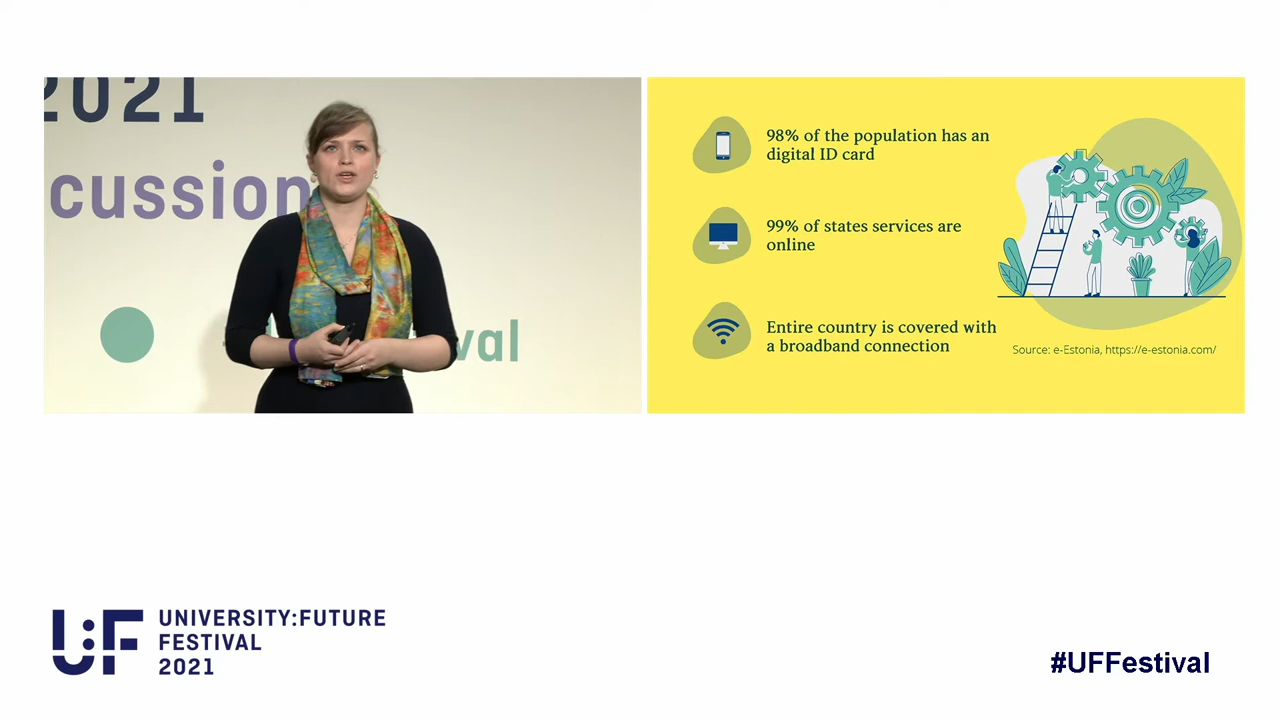 2021
cussion
val
98% of the population has an
digital ID card
99% of states services are
online
Entire country is covered with
a broadband connection
Source: e-Estonia, https://e-estonia.com/
U:F
UNIVERSITY:FUTURE
FESTIVAL
2021
#UFFestival